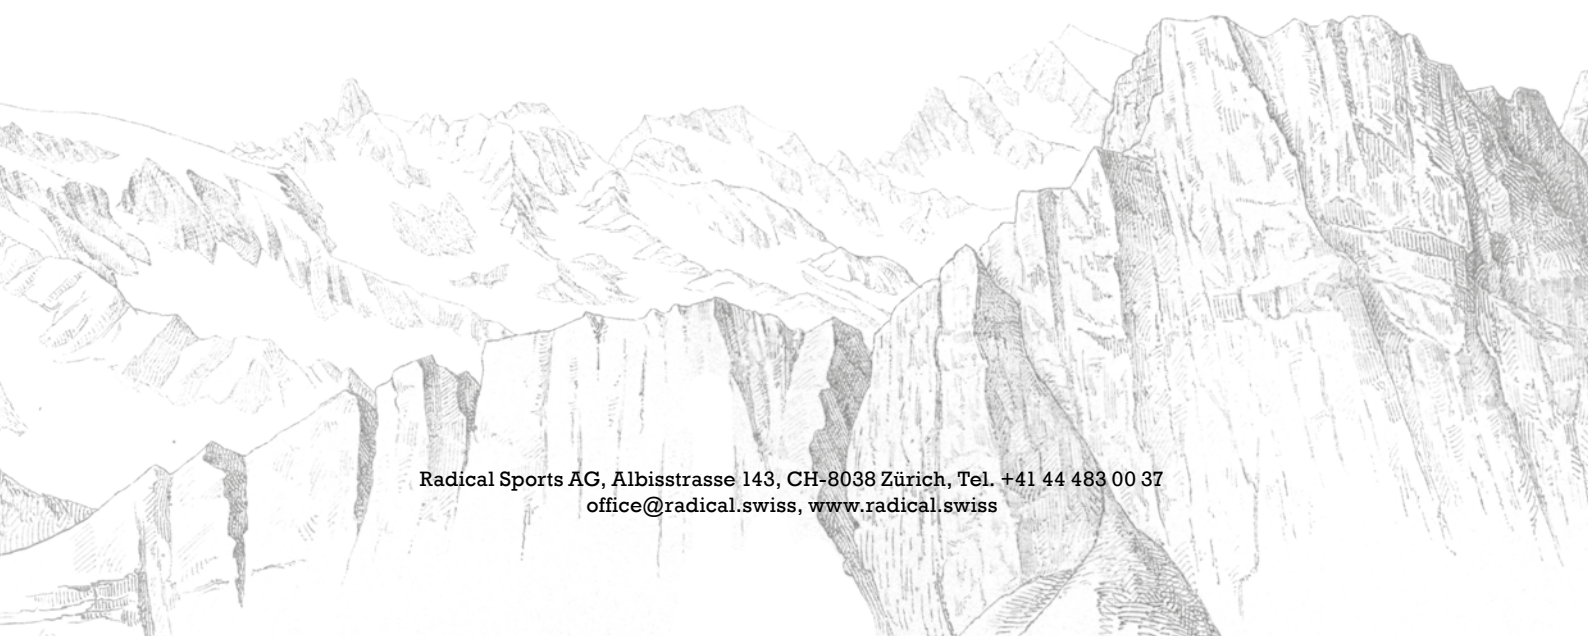 Radical Sports AG, Albisstrasse 143, CH-8038 Zürich, Tel. +41 44 483 00 37
office@radical.swiss, www.radical.swiss